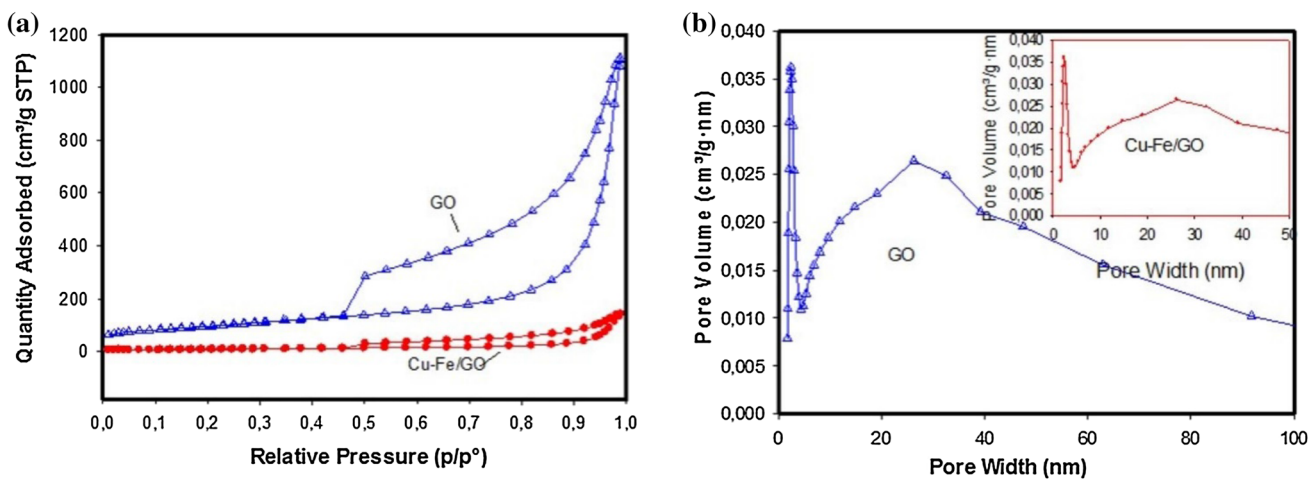 (a)
Quantity Adsorbed (cm³/g STP)
1200
1000
800
600
400
200
0
GO
Cu-Fe/GO
0,0 0,1 0,2 0,3 0,4 0,5 0,6 0,7 0,8 0,9 1,0
Relative Pressure (p/p°)
(b)
Pore Volume (cm³/g·nm)
0,040
0,035
0,030
0,025
0,020
0,015
0,010
0,005
0,000
GO
0 20 40 60 80 100
Pore Width (nm)
Pore Volume (cm³/g·nm)
0,040
0,035
0,030
0,025
0,020
0,015
0,010
0,005
0,000
Cu-Fe/GO
0 10 20 30 40 50
Pore Width (nm)